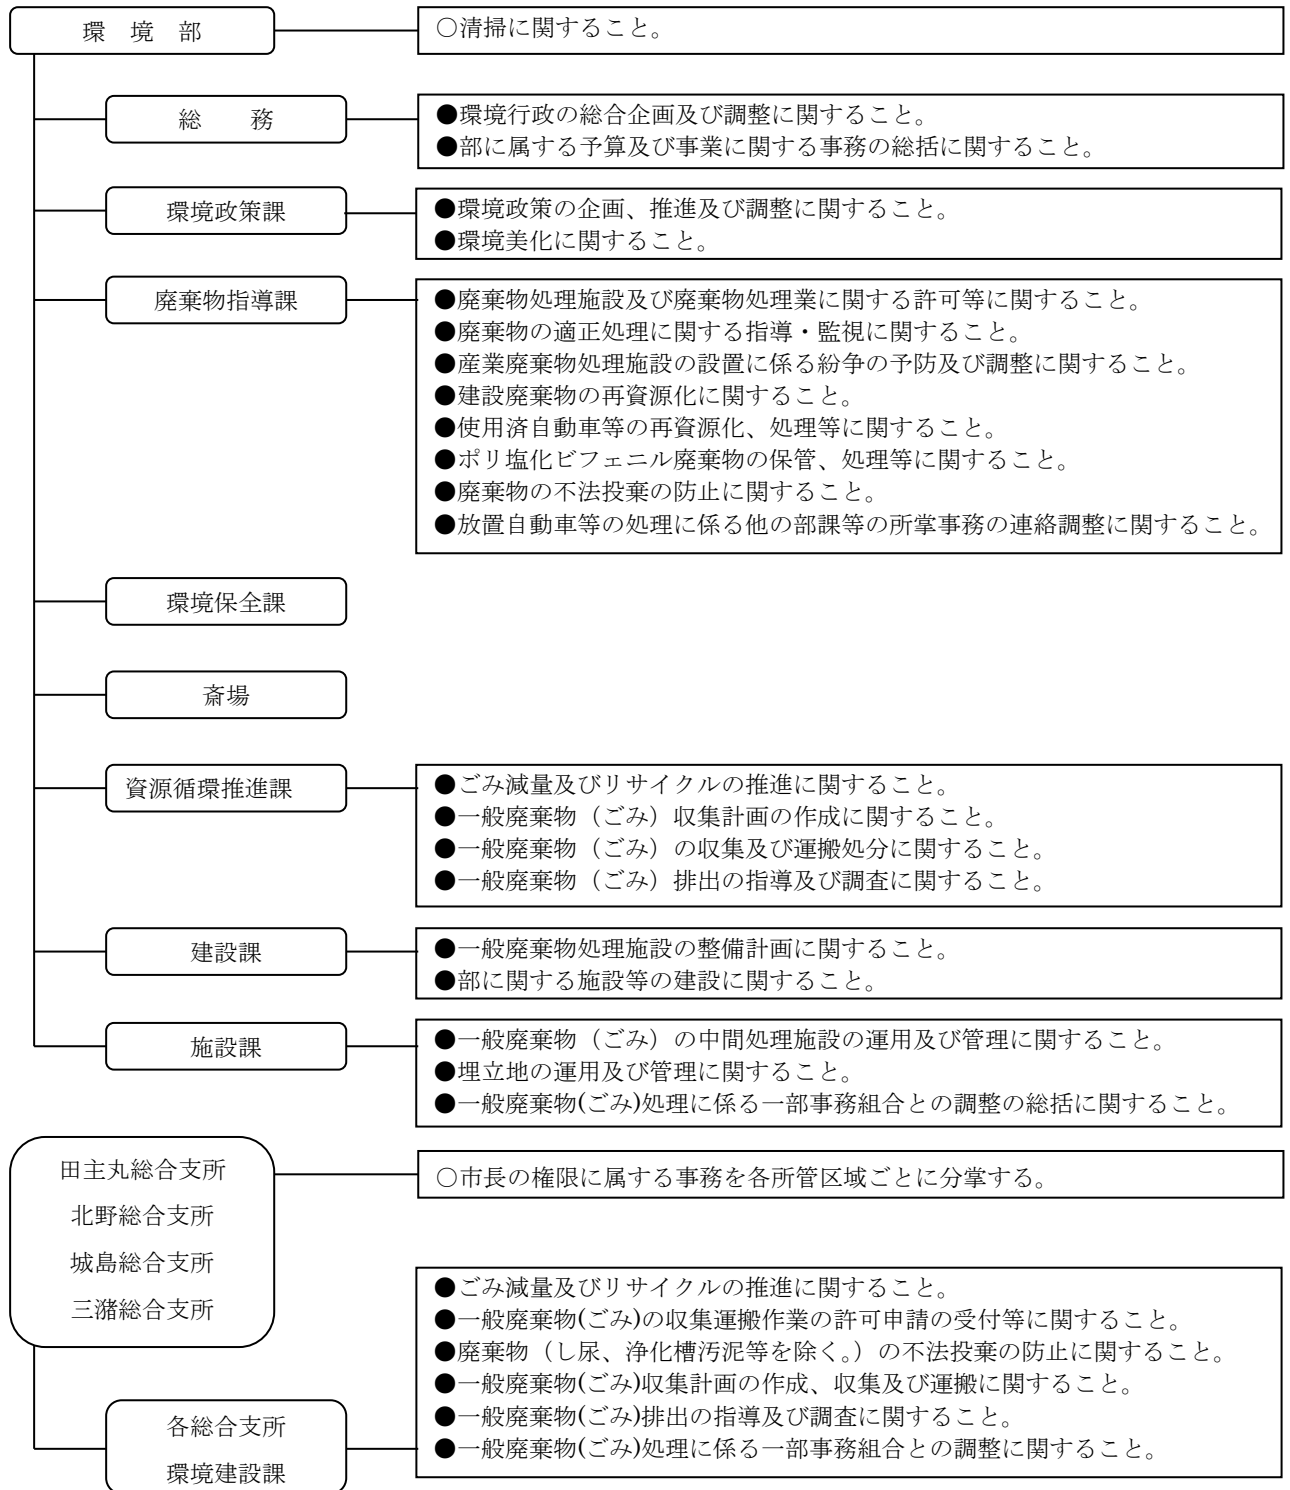 環 境 部
○清掃に関すること。
総 務
●環境行政の総合企画及び調整に関すること。
●部に属する予算及び事業に関する事務の総括に関すること。
環境政策課
●環境政策の企画、推進及び調整に関すること。
●環境美化に関すること。
廃棄物指導課
●廃棄物処理施設及び廃棄物処理業に関する許可等に関すること。
●廃棄物の適正処理に関する指導・監視に関すること。
●産業廃棄物処理施設の設置に係る紛争の予防及び調整に関すること。
●建設廃棄物の再資源化に関すること。
●使用済自動車等の再資源化、処理等に関すること。
●ポリ塩化ビフェニル廃棄物の保管、処理等に関すること。
●廃棄物の不法投棄の防止に関すること。
●放置自動車等の処理に係る他の部課等の所掌事務の連絡調整に関すること。
環境保全課
斎場
資源循環推進課
●ごみ減量及びリサイクルの推進に関すること。
●一般廃棄物（ごみ）収集計画の作成に関すること。
●一般廃棄物（ごみ）の収集及び運搬処分に関すること。
●一般廃棄物（ごみ）排出の指導及び調査に関すること。
建設課
●一般廃棄物処理施設の整備計画に関すること。
●部に関する施設等の建設に関すること。
施設課
●一般廃棄物（ごみ）の中間処理施設の運用及び管理に関すること。
●埋立地の運用及び管理に関すること。
●一般廃棄物(ごみ)処理に係る一部事務組合との調整の総括に関すること。
田主丸総合支所
北野総合支所
城島総合支所
三潴総合支所
○市長の権限に属する事務を各所管区域ごとに分掌する。
各総合支所
環境建設課
●ごみ減量及びリサイクルの推進に関すること。
●一般廃棄物(ごみ)の収集運搬作業の許可申請の受付等に関すること。
●廃棄物（し尿、浄化槽汚泥等を除く。）の不法投棄の防止に関すること。
●一般廃棄物(ごみ)収集計画の作成、収集及び運搬に関すること。
●一般廃棄物(ごみ)排出の指導及び調査に関すること。
●一般廃棄物(ごみ)処理に係る一部事務組合との調整に関すること。